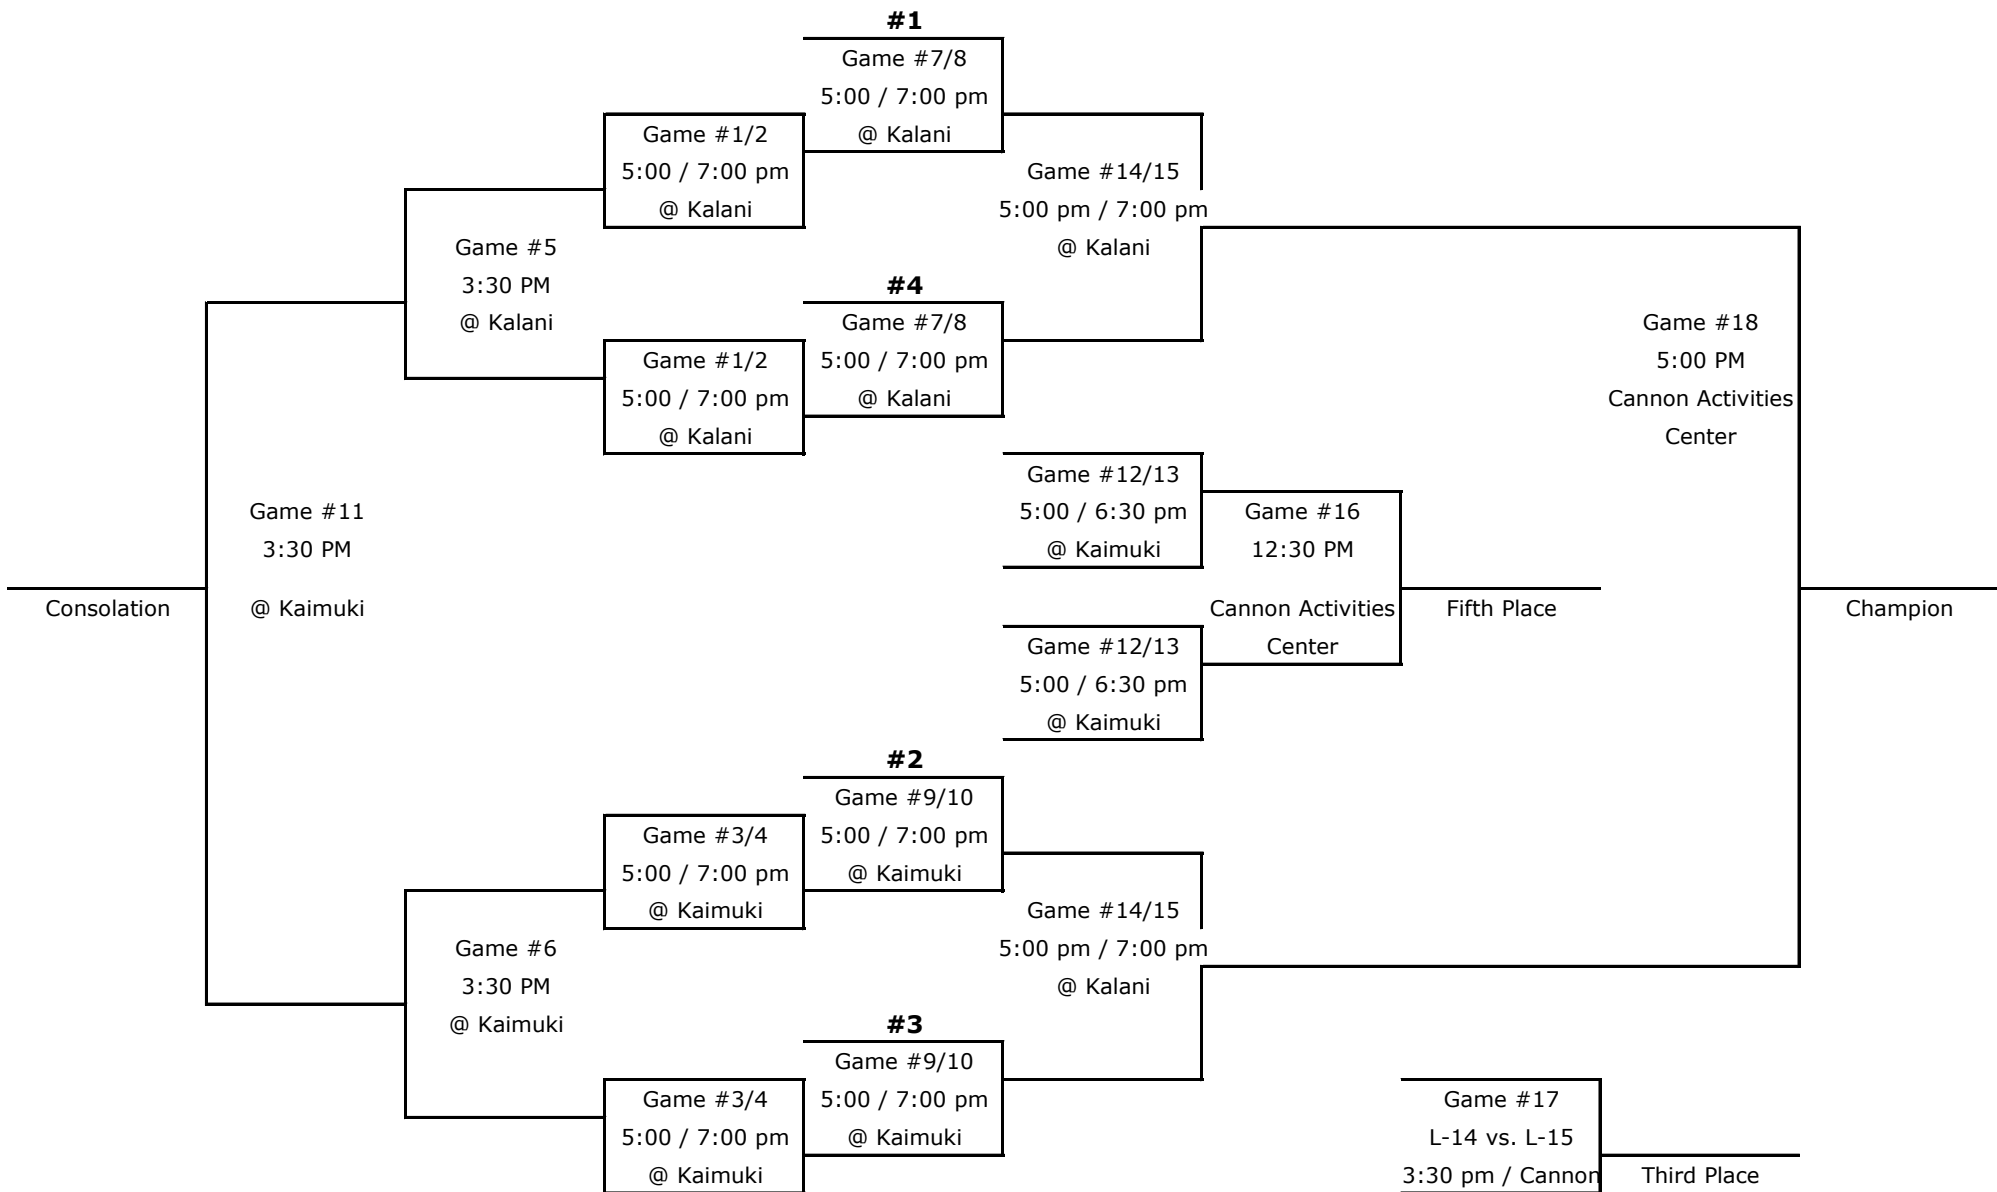 #1
Game #7/8
5:00 / 7:00 pm
@ Kalani
Game #1/2
5:00 / 7:00 pm
@ Kalani
Game #14/15
5:00 pm / 7:00 pm
@ Kalani
Game #5
3:30 PM
@ Kalani
#4
Game #7/8
5:00 / 7:00 pm
@ Kalani
Game #1/2
5:00 / 7:00 pm
@ Kalani
Game #18
5:00 PM
Cannon Activities
Center
Game #12/13
5:00 / 6:30 pm
@ Kaimuki
Game #11
3:30 PM
@ Kaimuki
Consolation
Game #16
12:30 PM
Cannon Activities
Center
Fifth Place
Champion
Game #12/13
5:00 / 6:30 pm
@ Kaimuki
#2
Game #9/10
5:00 / 7:00 pm
@ Kaimuki
Game #3/4
5:00 / 7:00 pm
@ Kaimuki
Game #14/15
5:00 pm / 7:00 pm
@ Kalani
Game #6
3:30 PM
@ Kaimuki
#3
Game #9/10
5:00 / 7:00 pm
@ Kaimuki
Game #3/4
5:00 / 7:00 pm
@ Kaimuki
Game #17
L-14 vs. L-15
3:30 pm / Cannon
Third Place